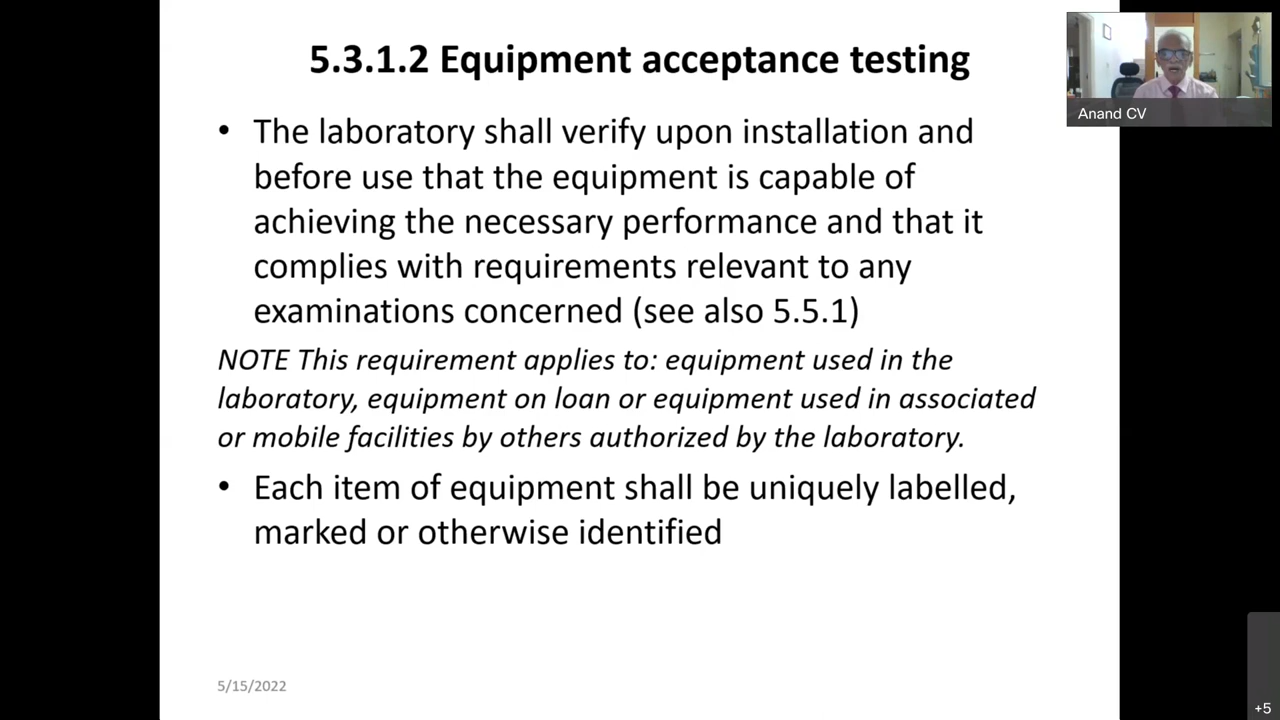 5.3.1.2 Equipment acceptance testing
• The laboratory shall verify upon installation and
before use that the equipment is capable of
achieving the necessary performance and that it
complies with requirements relevant to any
examinations concerned (see also 5.5.1)
NOTE This requirement applies to: equipment used in the
laboratory, equipment on loan or equipment used in associated
or mobile facilities by others authorized by the laboratory.
• Each item of equipment shall be uniquely labelled,
marked or otherwise identified
5/15/2022
Anand CV
+5